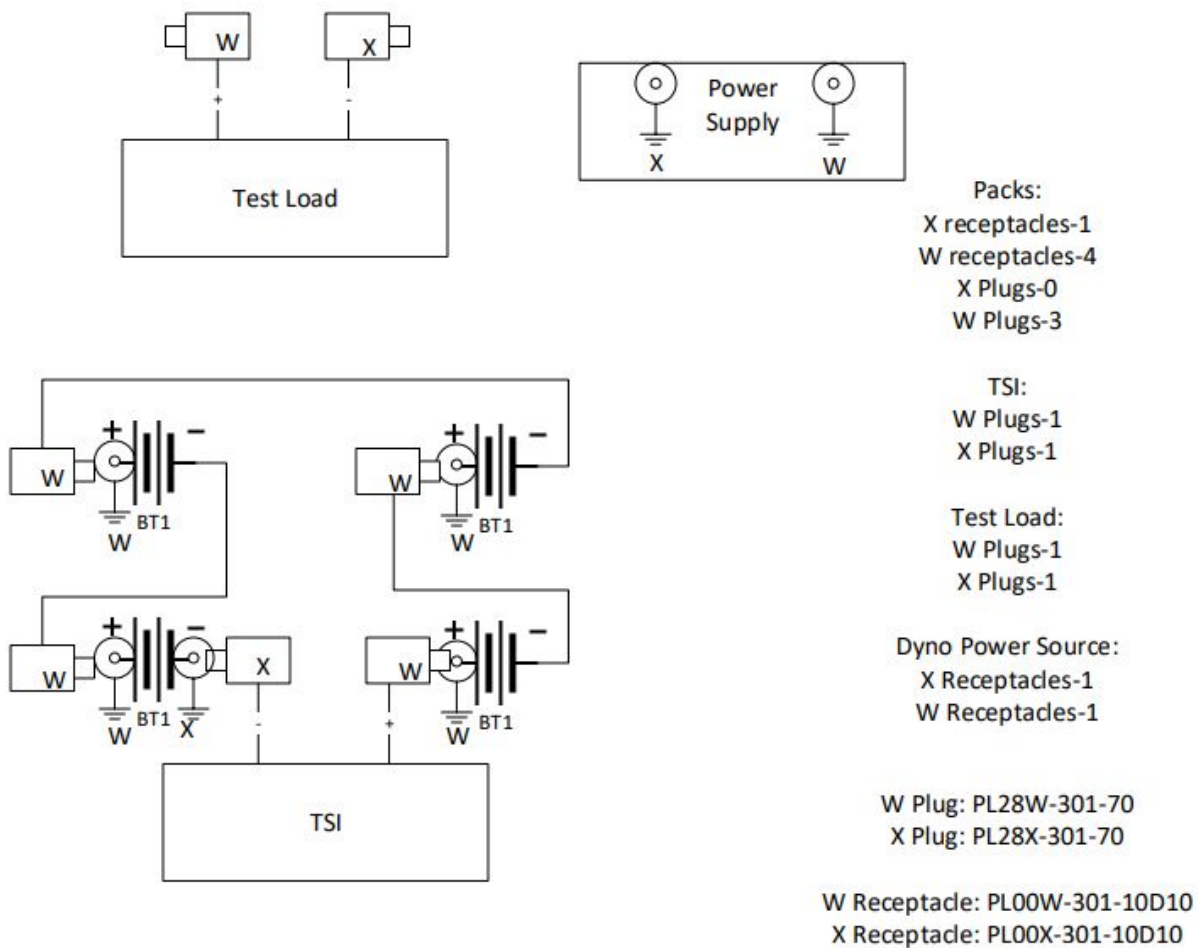 W
X
+
-
Test Load
Power
Supply
X
W
Packs:
X receptacles-1
W receptacles-4
X Plugs-0
W Plugs-3
TSI:
W Plugs-1
X Plugs-1
Test Load:
W Plugs-1
X Plugs-1
Dyno Power Source:
X Receptacles-1
W Receptacles-1
W Plug: PL28W-301-70
X Plug: PL28X-301-70
W Receptacle: PL00W-301-10D10
X Receptacle: PL00X-301-10D10
+ -
W
BT1
W
+ -
W
BT1
W
+ -
W
X
BT1
W
X
-
+ -
W
BT1
W
+
TSI